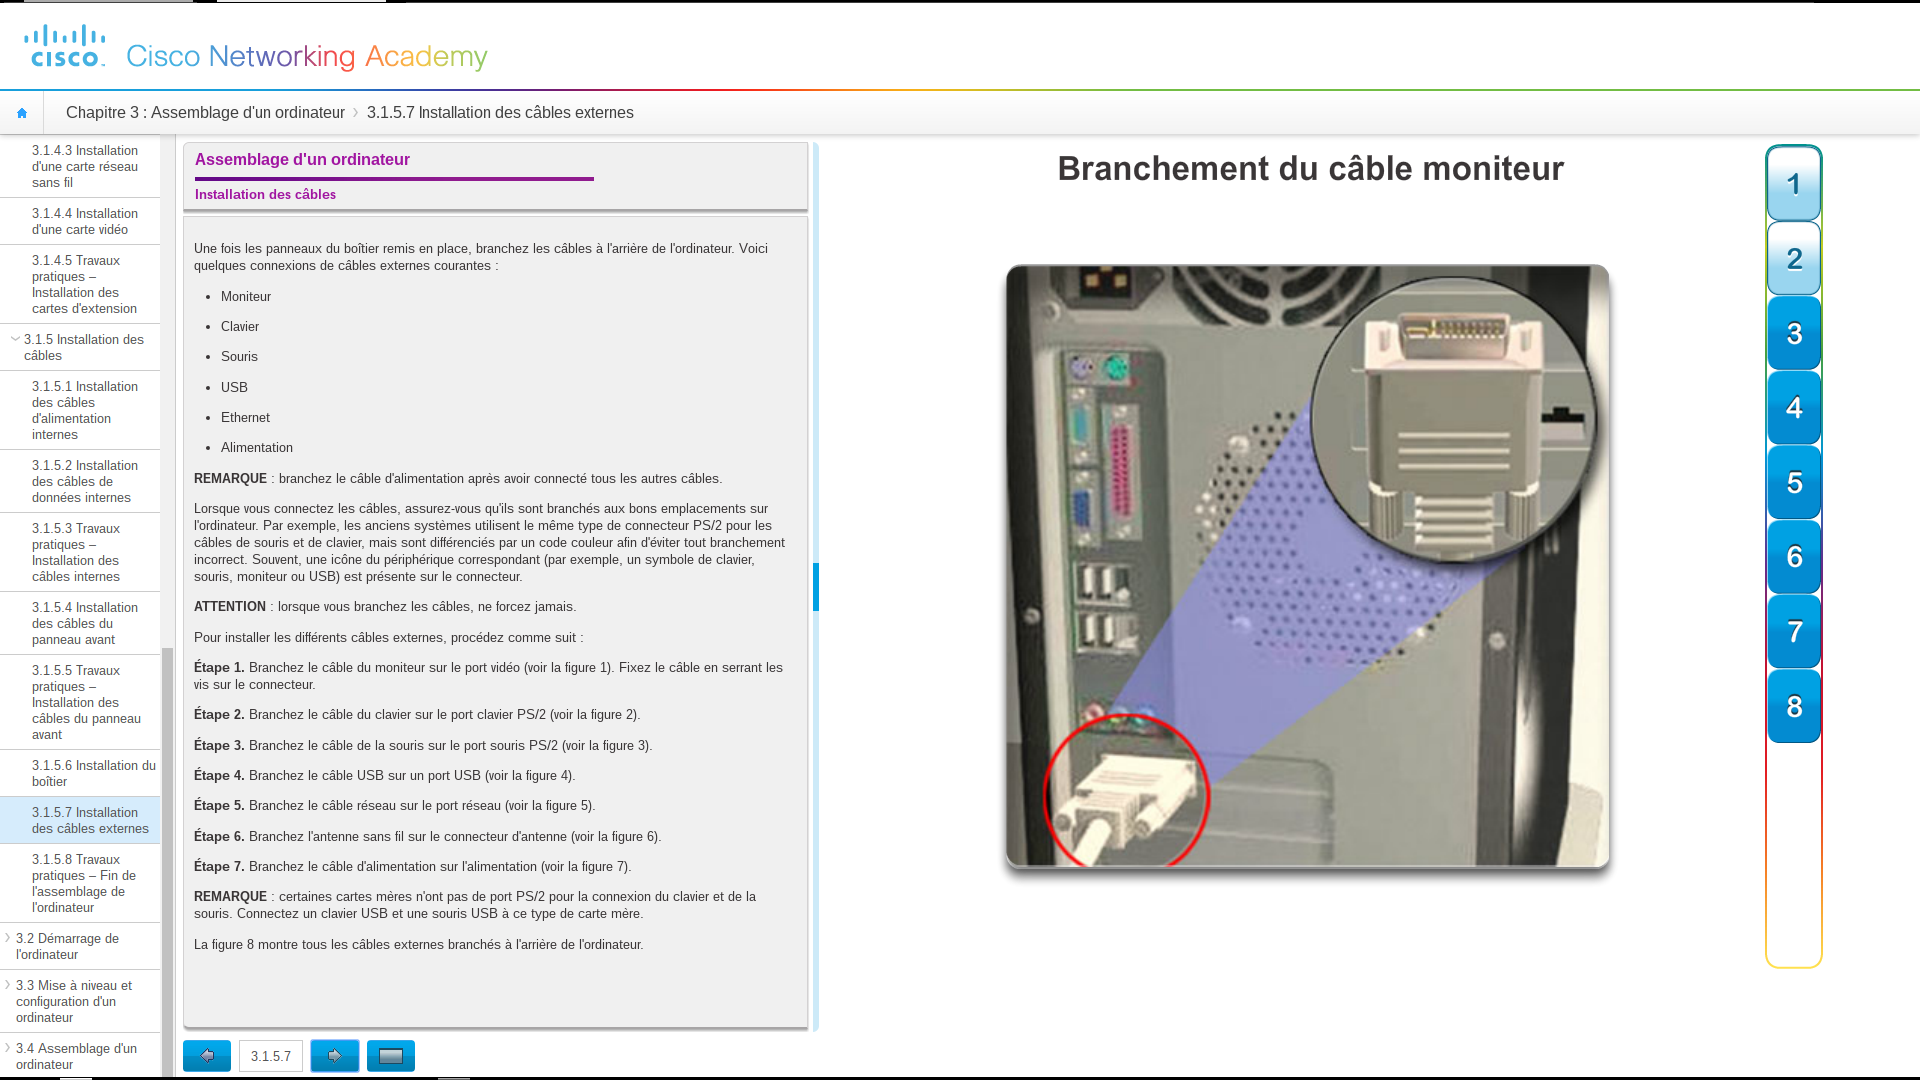 cisco
Cisco Networking Academy
Chapitre 3 : Assemblage d'un ordinateur
3.1.5.7 Installation des câbles externes
3.1.4.3 Installation
d'une carte réseau
sans fil
3.1.4.4 Installation
d'une carte vidéo
3.1.4.5 Travaux
pratiques –
Installation des
cartes d'extension
3.1.5 Installation des
câbles
3.1.5.1 Installation
des câbles
d'alimentation
internes
3.1.5.2 Installation
des câbles de
données internes
3.1.5.3 Travaux
pratiques –
Installation des
câbles internes
3.1.5.4 Installation
des câbles du
panneau avant
3.1.5.5 Travaux
pratiques –
Installation des
câbles du panneau
avant
3.1.5.6 Installation du
boîtier
3.1.5.7 Installation
des câbles externes
3.1.5.8 Travaux
pratiques – Fin de
l'assemblage de
l'ordinateur
3.2 Démarrage de
l'ordinateur
3.3 Mise à niveau et
configuration d'un
ordinateur
3.4 Assemblage d'un
ordinateur
Assemblage d'un ordinateur
Installation des câbles
Une fois les panneaux du boîtier remis en place, branchez les câbles à l'arrière de l'ordinateur. Voici
quelques connexions de câbles externes courantes :
• Moniteur
• Clavier
• Souris
• USB
• Ethernet
• Alimentation
REMARQUE : branchez le câble d'alimentation après avoir connecté tous les autres câbles.
Lorsque vous connectez les câbles, assurez-vous qu'ils sont branchés aux bons emplacements sur
l'ordinateur. Par exemple, les anciens systèmes utilisent le même type de connecteur PS/2 pour les
câbles de souris et de clavier, mais sont différenciés par un code couleur afin d'éviter tout branchement
incorrect. Souvent, une icône du périphérique correspondant (par exemple, un symbole de clavier,
souris, moniteur ou USB) est présente sur le connecteur.
ATTENTION : lorsque vous branchez les câbles, ne forcez jamais.
Pour installer les différents câbles externes, procédez comme suit :
Étape 1. Branchez le câble du moniteur sur le port vidéo (voir la figure 1). Fixez le câble en serrant les
vis sur le connecteur.
Étape 2. Branchez le câble du clavier sur le port clavier PS/2 (voir la figure 2).
Étape 3. Branchez le câble de la souris sur le port souris PS/2 (voir la figure 3).
Étape 4. Branchez le câble USB sur un port USB (voir la figure 4).
Étape 5. Branchez le câble réseau sur le port réseau (voir la figure 5).
Étape 6. Branchez l'antenne sans fil sur le connecteur d'antenne (voir la figure 6).
Étape 7. Branchez le câble d'alimentation sur l'alimentation (voir la figure 7).
REMARQUE : certaines cartes mères n'ont pas de port PS/2 pour la connexion du clavier et de la
souris. Connectez un clavier USB et une souris USB à ce type de carte mère.
La figure 8 montre tous les câbles externes branchés à l'arrière de l'ordinateur.
3.1.5.7
Branchement du câble moniteur
1
2
3
4
5
6
7
8